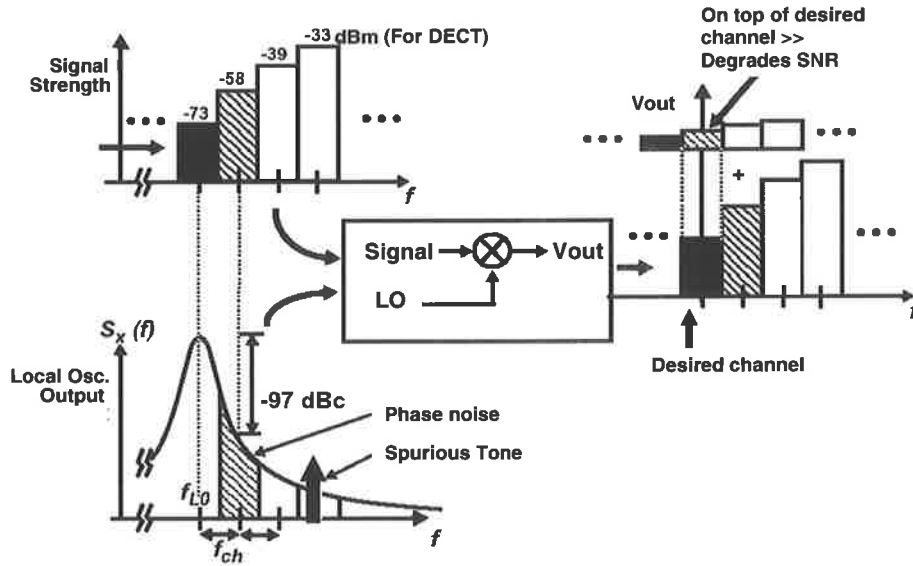 -33 dBm (For DECT)
-39
-58
-73
Signal
Strength
f
On top of desired
channel >>
Degrades SNR
Vout
+
f
Desired channel
Signal
Vout
LO
Sx (f)
Local Osc.
Output
-97 dBc
Phase noise
Spurious Tone
fL0
fch
f